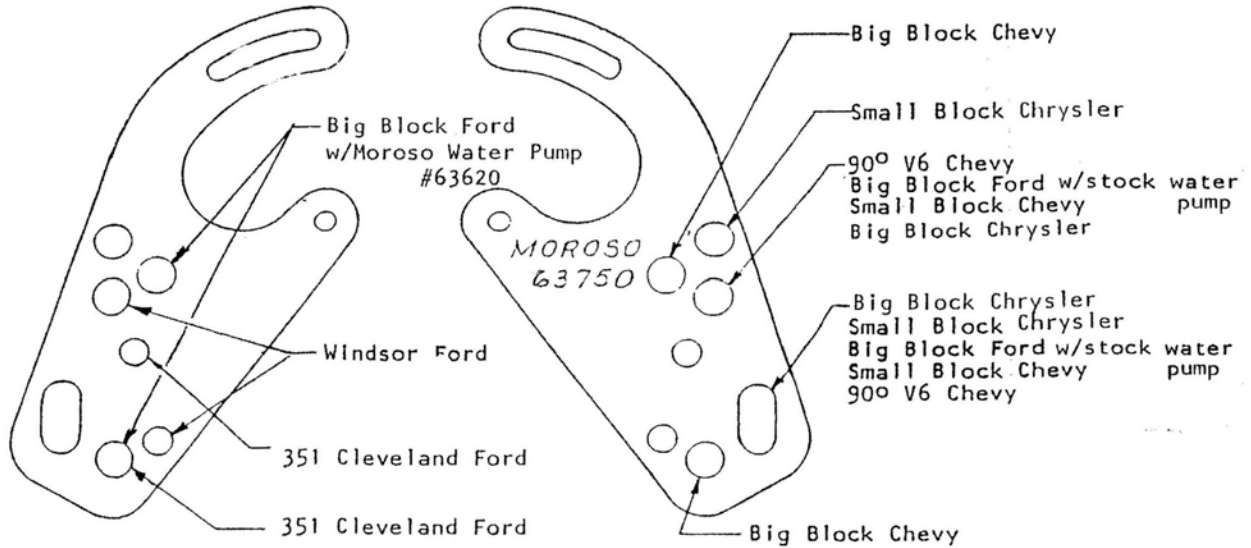 Big Block Ford
w/Moroso Water Pump
#63620
Windsor Ford
351 Cleveland Ford
351 Cleveland Ford
MOROSO
63750
Big Block Chevy
Small Block Chrysler
90º V6 Chevy
Big Block Ford w/stock water
Small Block Chevy pump
Big Block Chrysler
Big Block Chrysler
Small Block Chrysler
Big Block Ford w/stock water
Small Block Chevy pump
90º V6 Chevy
Big Block Chevy